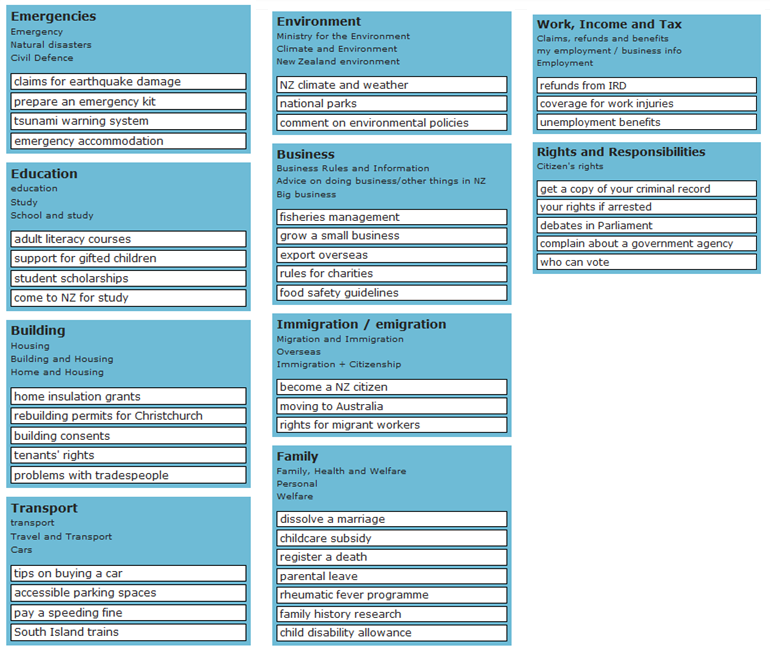 Emergencies
Emergency
Natural disasters
Civil Defence
claims for earthquake damage
prepare an emergency kit
tsunami warning system
emergency accommodation
Education
education
Study
School and study
adult literacy courses
support for gifted children
student scholarships
come to NZ for study
Building
Housing
Building and Housing
Home and Housing
home insulation grants
rebuilding permits for Christchurch
building consents
tenants' rights
problems with tradespeople
Transport
transport
Travel and Transport
Cars
tips on buying a car
accessible parking spaces
pay a speeding fine
South Island trains
Environment
Ministry for the Environment
Climate and Environment
New Zealand environment
NZ climate and weather
national parks
comment on environmental policies
Business
Business Rules and Information
Advice on doing business/other things in NZ
Big business
fisheries management
grow a small business
export overseas
rules for charities
food safety guidelines
Immigration / emigration
Migration and Immigration
Overseas
Immigration + Citizenship
become a NZ citizen
moving to Australia
rights for migrant workers
Family
Family, Health and Welfare
Personal
Welfare
dissolve a marriage
childcare subsidy
register a death
parental leave
rheumatic fever programme
family history research
child disability allowance
Work, Income and Tax
Claims, refunds and benefits
my employment / business info
Employment
refunds from IRD
coverage for work injuries
unemployment benefits
Rights and Responsibilities
Citizen's rights
get a copy of your criminal record
your rights if arrested
debates in Parliament
complain about a government agency
who can vote